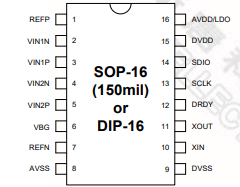 REFP 1 16 AVDD/LDO
VIN1N 2 15 DVDD
VIN1P 3 14 SDIO
VIN2N 4 13 SCLK
VIN2P 5 12 DRDY
VBG 6 11 XOUT
REFN 7 10 XIN
AVSS 8 9 DVSS
SOP-16
(150mil)
or
DIP-16